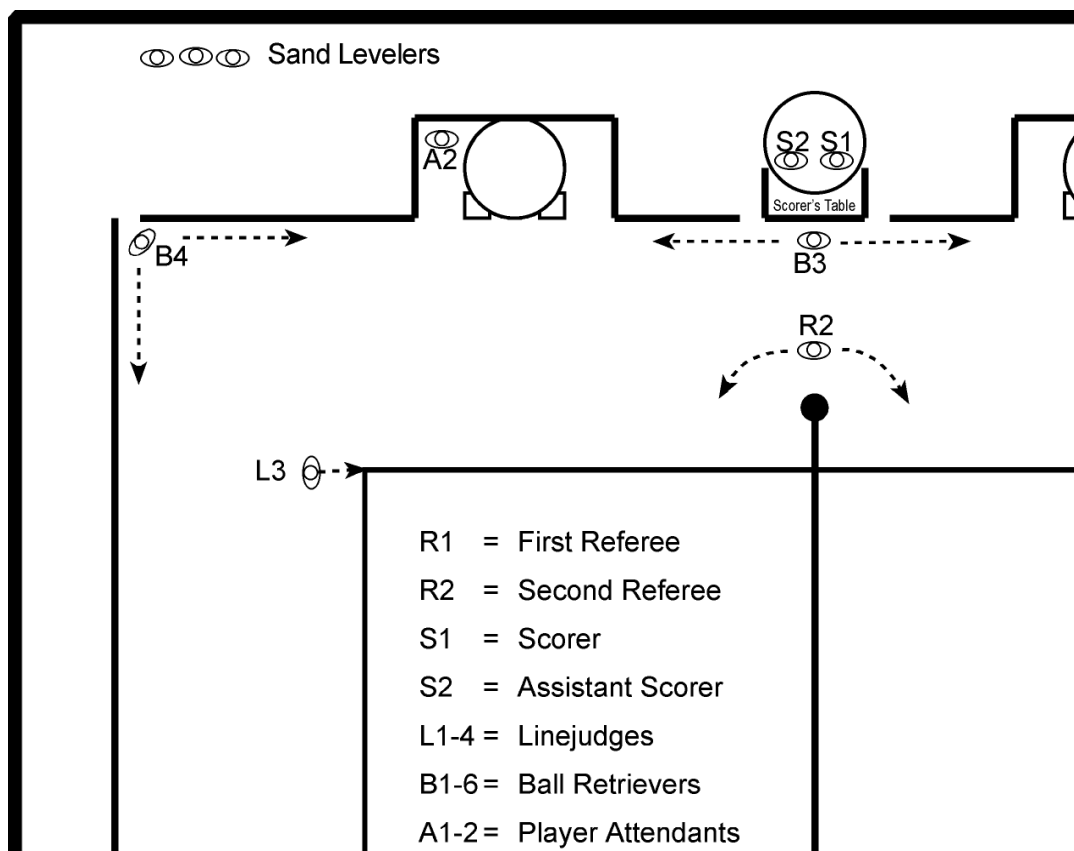 Sand Levelers
S2 S1
A2
Scorer's Table
B4
B3
R2
L3
R1 = First Referee
R2 = Second Referee
S1 = Scorer
S2 = Assistant Scorer
L1-4 = Linejudges
B1-6 = Ball Retrievers
A1-2 = Player Attendants